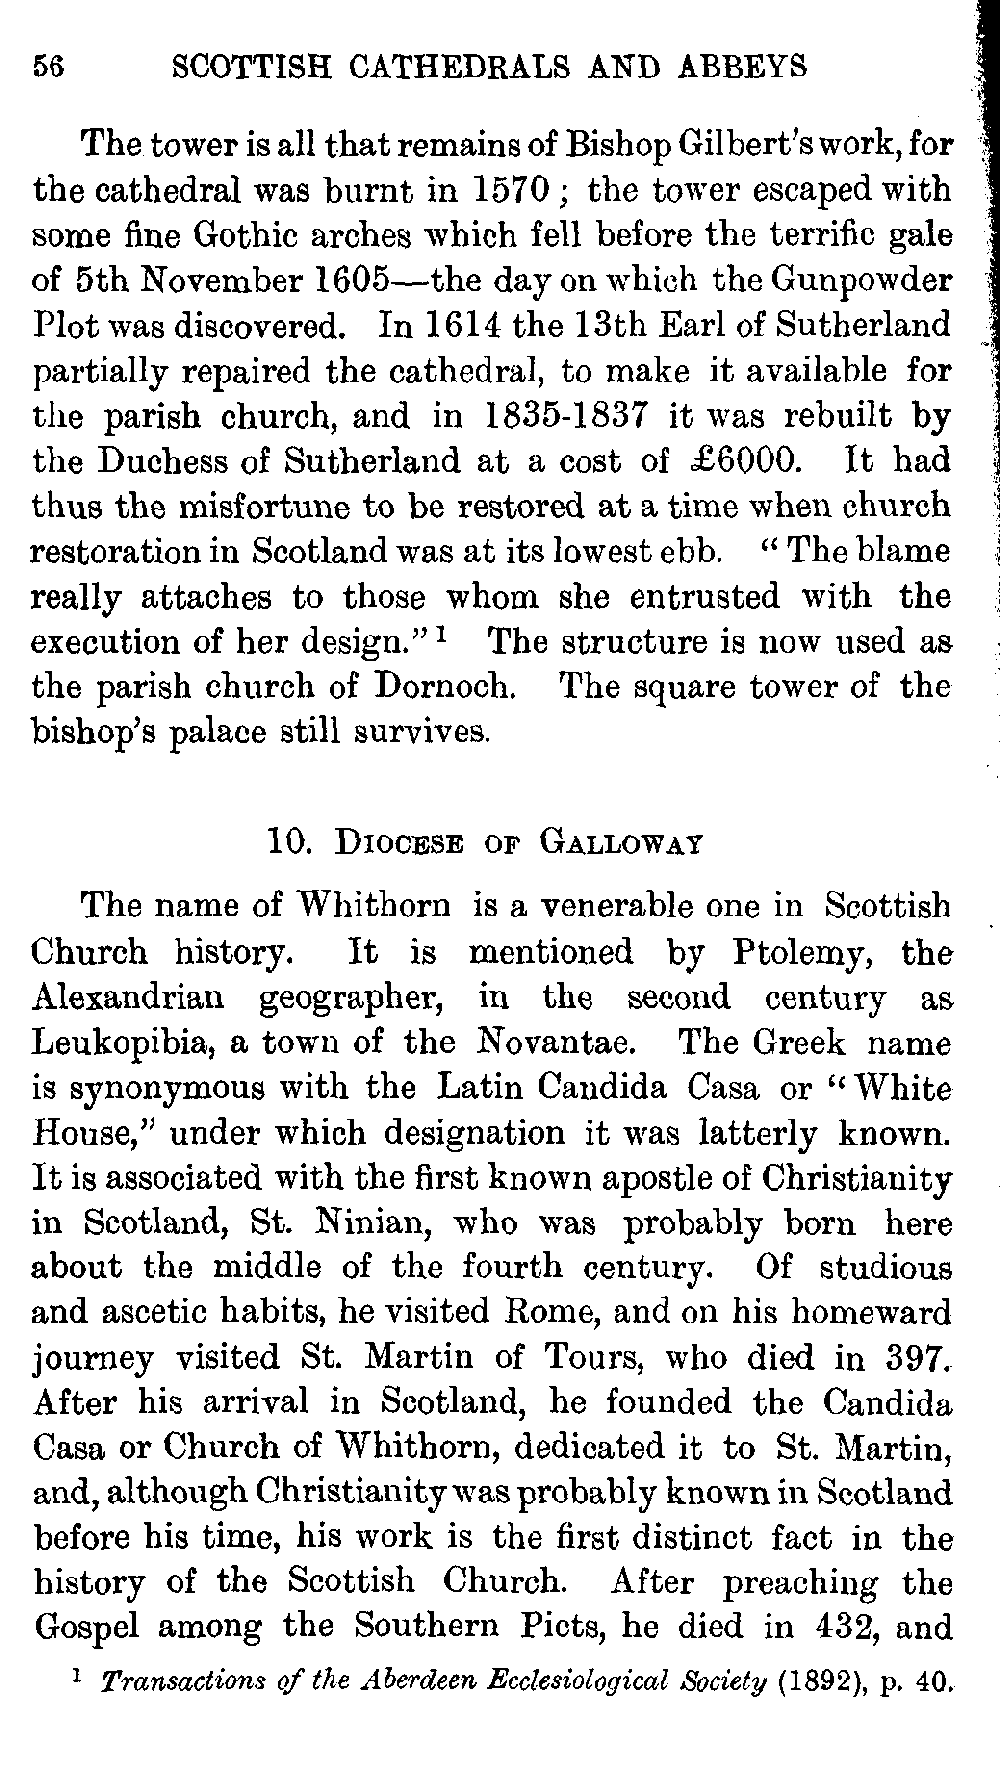 56 SCOTTISH CATHEDRALS AND ABBEYS
The tower is all that remains of Bishop Gilbert's work, for
the cathedral was burnt in 1570; the tower escaped with
some fine Gothic arches which fell before the terrific gale
of 5th November 1605—the day on which the Gunpowder
Plot was discovered. In 1614 the 13th Earl of Sutherland
partially repaired the cathedral, to make it available for
the parish church, and in 1835-1837 it was rebuilt by
the Duchess of Sutherland at a cost of £6000. It had
thus the misfortune to be restored at a time when church
restoration in Scotland was at its lowest ebb. "The blame
really attaches to those whom she entrusted with the
execution of her design."¹ The structure is now used as
the parish church of Dornoch. The square tower of the
bishop's palace still survives.
10. DIOCESE OF GALLOWAY
The name of Whithorn is a venerable one in Scottish
Church history. It is mentioned by Ptolemy, the
Alexandrian geographer, in the second century as
Leukopibia, a town of the Novantae. The Greek name
is synonymous with the Latin Candida Casa or "White
House," under which designation it was latterly known.
It is associated with the first known apostle of Christianity
in Scotland, St. Ninian, who was probably born here
about the middle of the fourth century. Of studious
and ascetic habits, he visited Rome, and on his homeward
journey visited St. Martin of Tours, who died in 397.
After his arrival in Scotland, he founded the Candida
Casa or Church of Whithorn, dedicated it to St. Martin,
and, although Christianity was probably known in Scotland
before his time, his work is the first distinct fact in the
history of the Scottish Church. After preaching the
Gospel among the Southern Picts, he died in 432, and
¹ Transactions of the Aberdeen Ecclesiological Society (1892), p. 40.